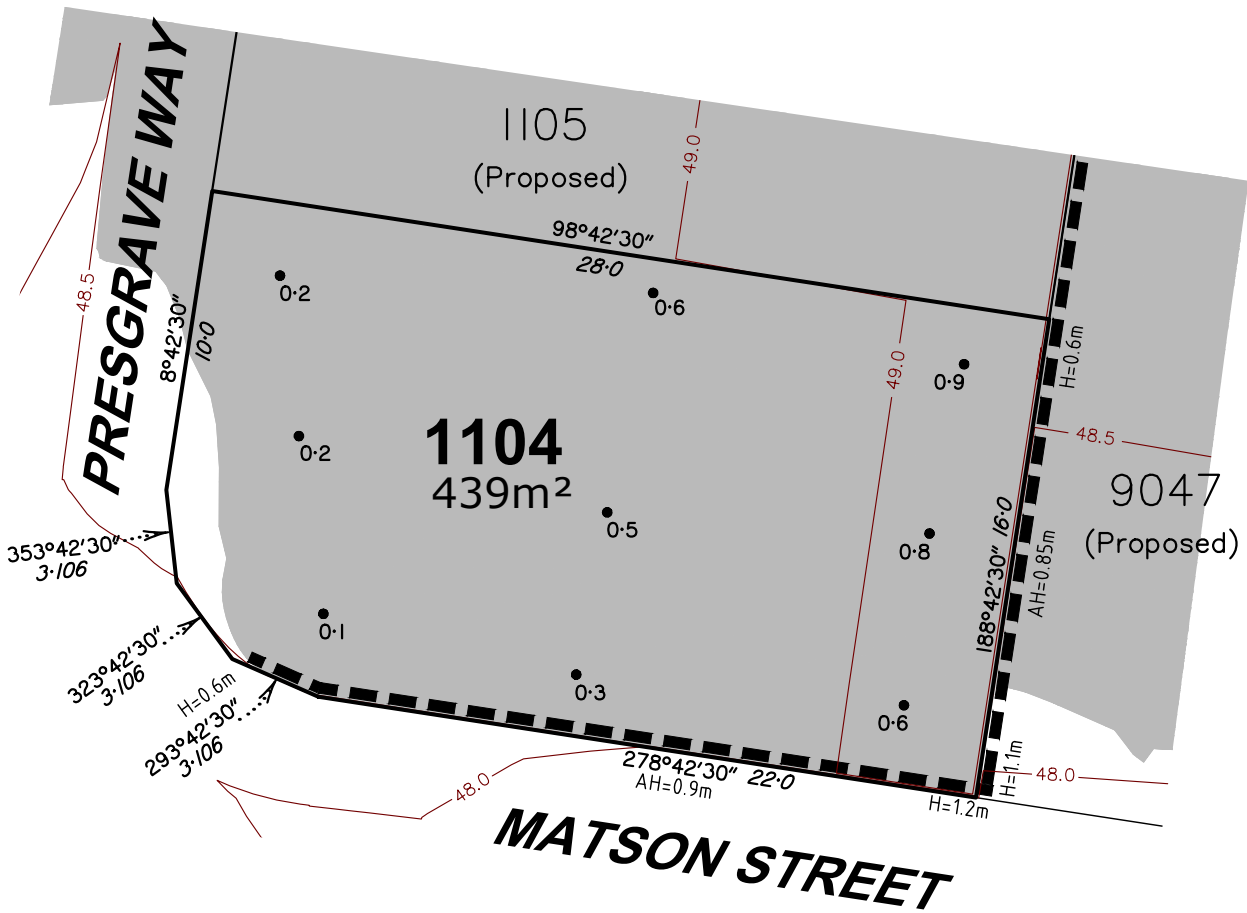 PRESGRAVE WAY
1105
(Proposed)
49.0
98°42'30"
28·0
48.5
8°42'30"
10·0
0·2
0·6
0·9
49.0
H=0.6m
1104
439m²
0·2
0·5
0·8
48.5
9047
(Proposed)
188°42'30" 16·0
AH=0.85m
353°42'30"
3·106
323°42'30"
3·106
H=0.6m
293°42'30"
3·106
0·1
0·3
0·6
278°42'30" 22·0
AH=0.9m
48.0
H=1.2m
H=1.1m
48.0
MATSON STREET